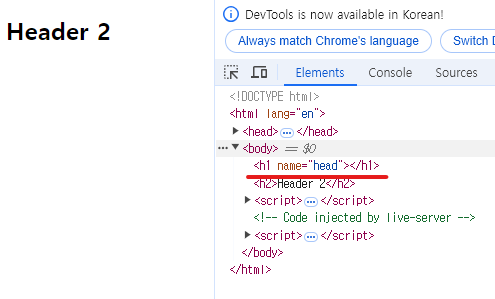 Header 2
DevTools is now available in Korean!
Always match Chrome's language
Switch D
Elements
Console
Sources
<!DOCTYPE html>
<html lang="en">
<head>…</head>
<body> == $0
<h1 name="head"></h1>
<h2>Header 2</h2>
<script>…
<!-- Code injected by live-server -->
<script>…
</body>
</html>